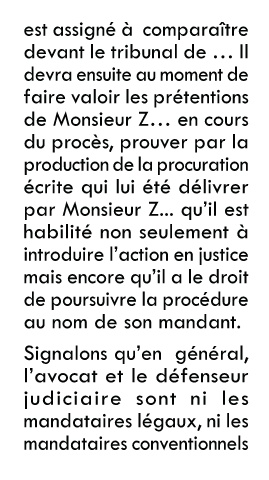 est assigné à comparaître
devant le tribunal de … Il
devra ensuite au moment de
faire valoir les prétentions
de Monsieur Z… en cours
du procès, prouver par la
production de la procuration
écrite qui lui été délivrer
par Monsieur Z... qu’il est
habilité non seulement à
introduire l’action en justice
mais encore qu’il a le droit
de poursuivre la procédure
au nom de son mandant.
Signalons qu’en général,
l’avocat et le défenseur
judiciaire sont ni les
mandataires légaux, ni les
mandataires conventionnels